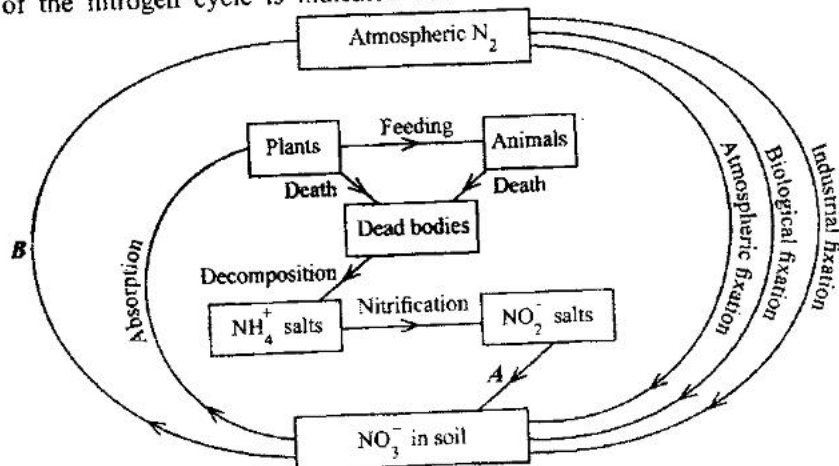 of the nitrogen cycle is
Atmospheric N₂
Plants
Feeding
Animals
Death
Death
Dead bodies
Decomposition
NH₄⁺ salts
Nitrification
NO₂⁻ salts
A
NO₃⁻ in soil
B
Absorption
Atmospheric fixation
Biological fixation
Industrial fixation